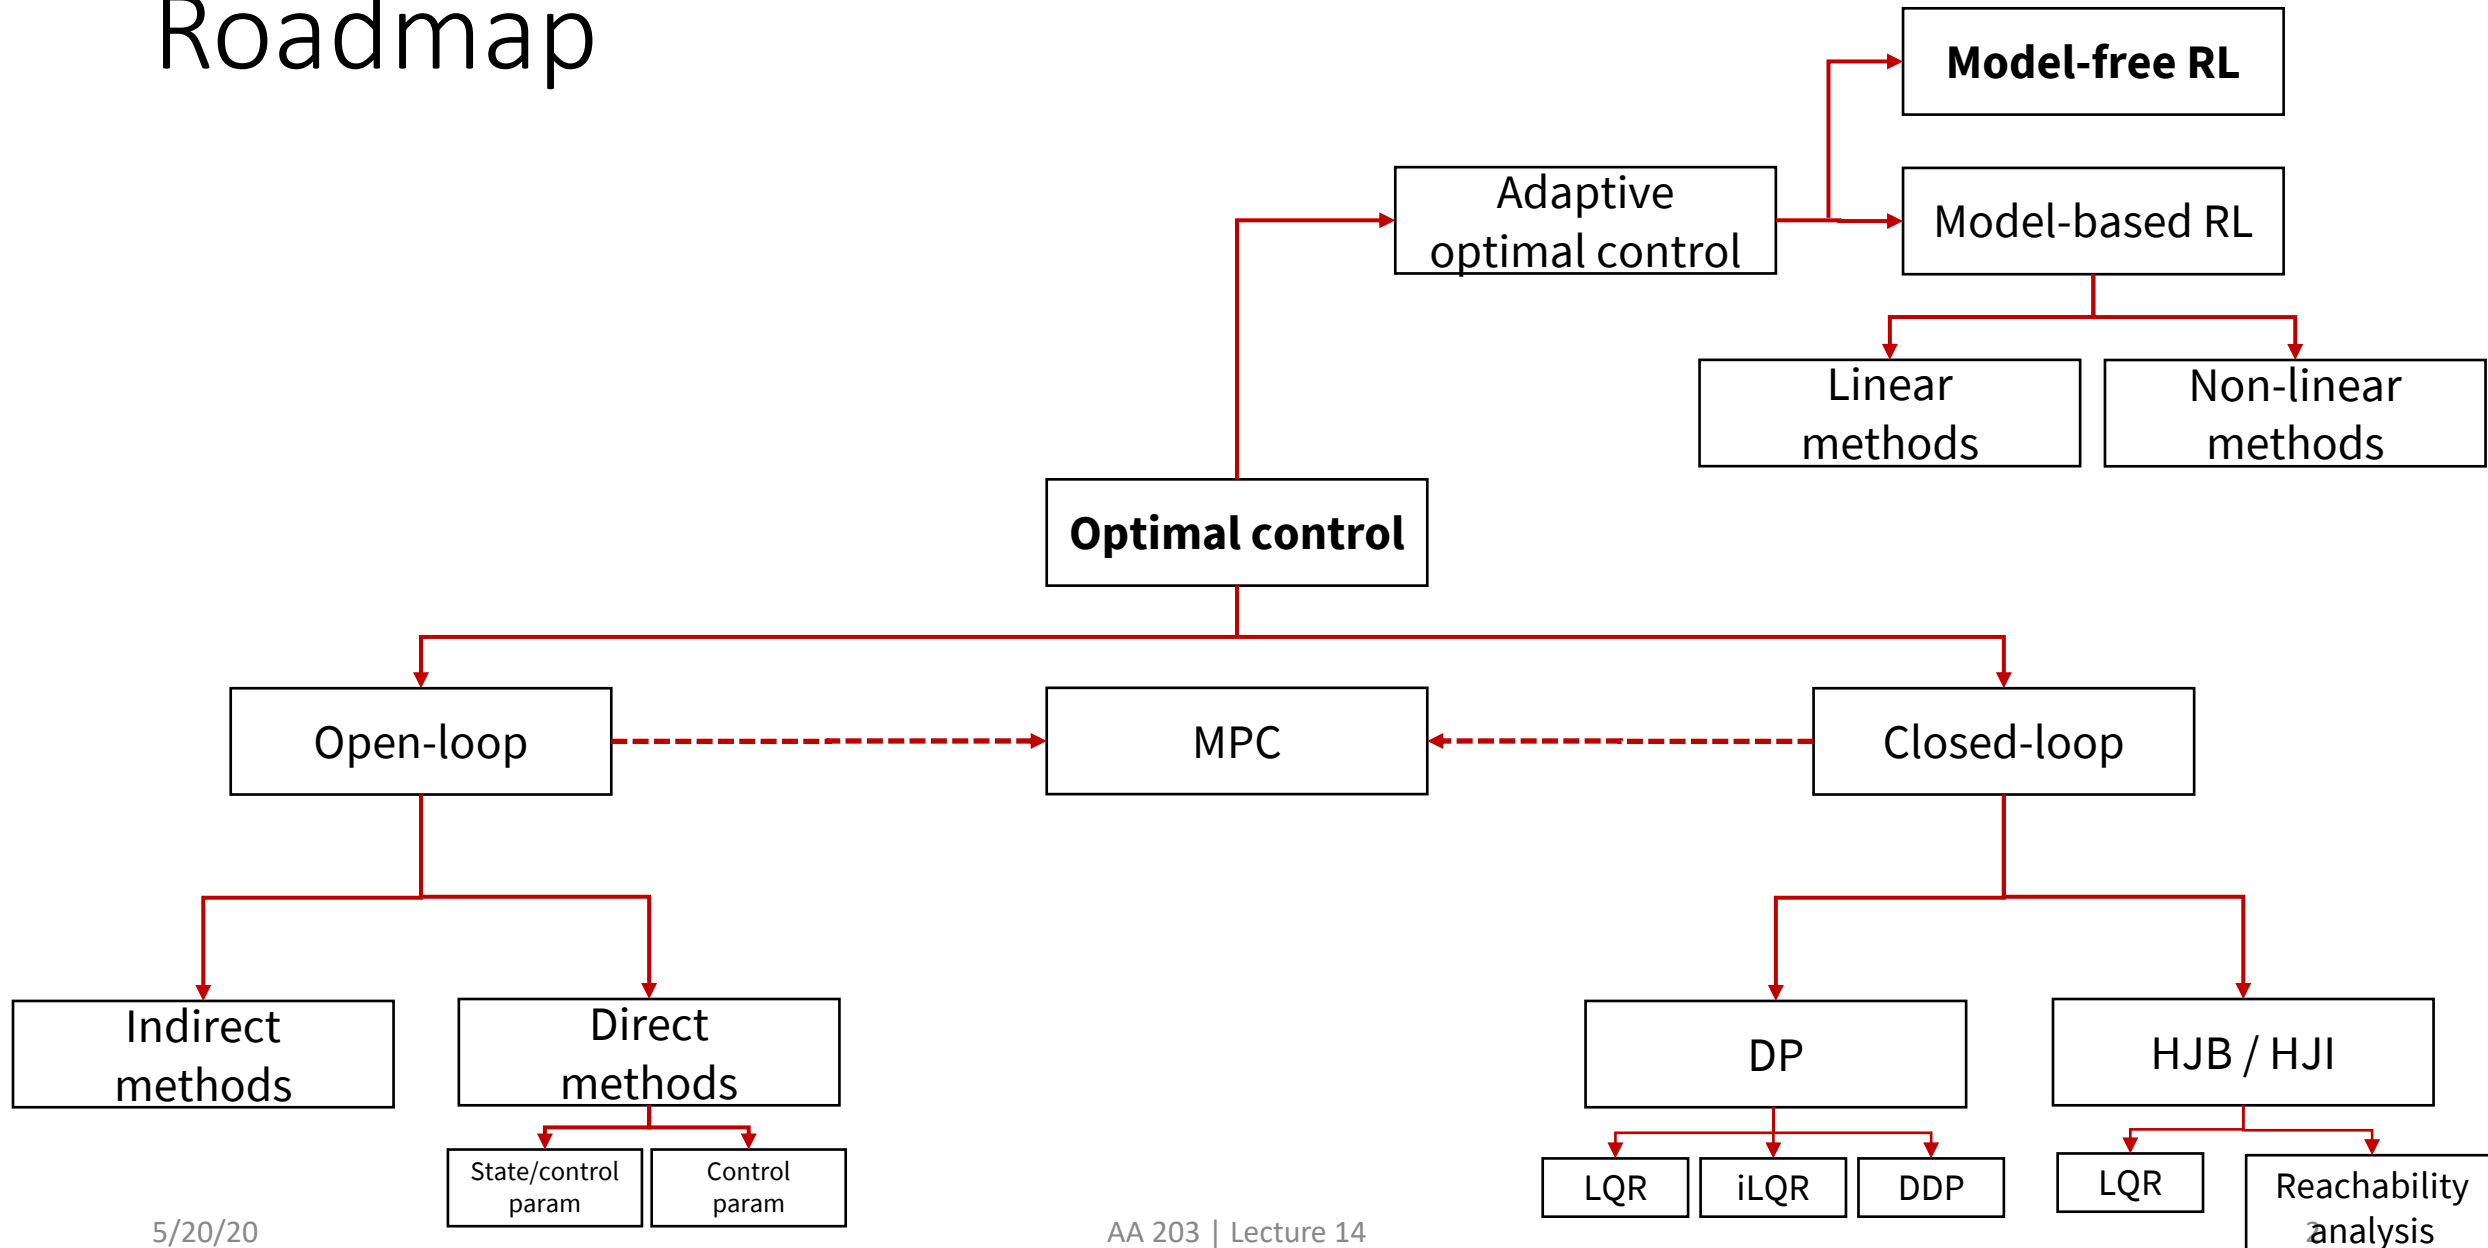 Roadmap
Model-free RL
Adaptive
optimal control
Model-based RL
Linear
methods
Non-linear
methods
Optimal control
Open-loop
MPC
Closed-loop
Indirect
methods
Direct
methods
DP
HJB / HJI
State/control
param
Control
param
LQR
iLQR
DDP
LQR
Reachability
analysis
5/20/20
AA 203 | Lecture 14
2